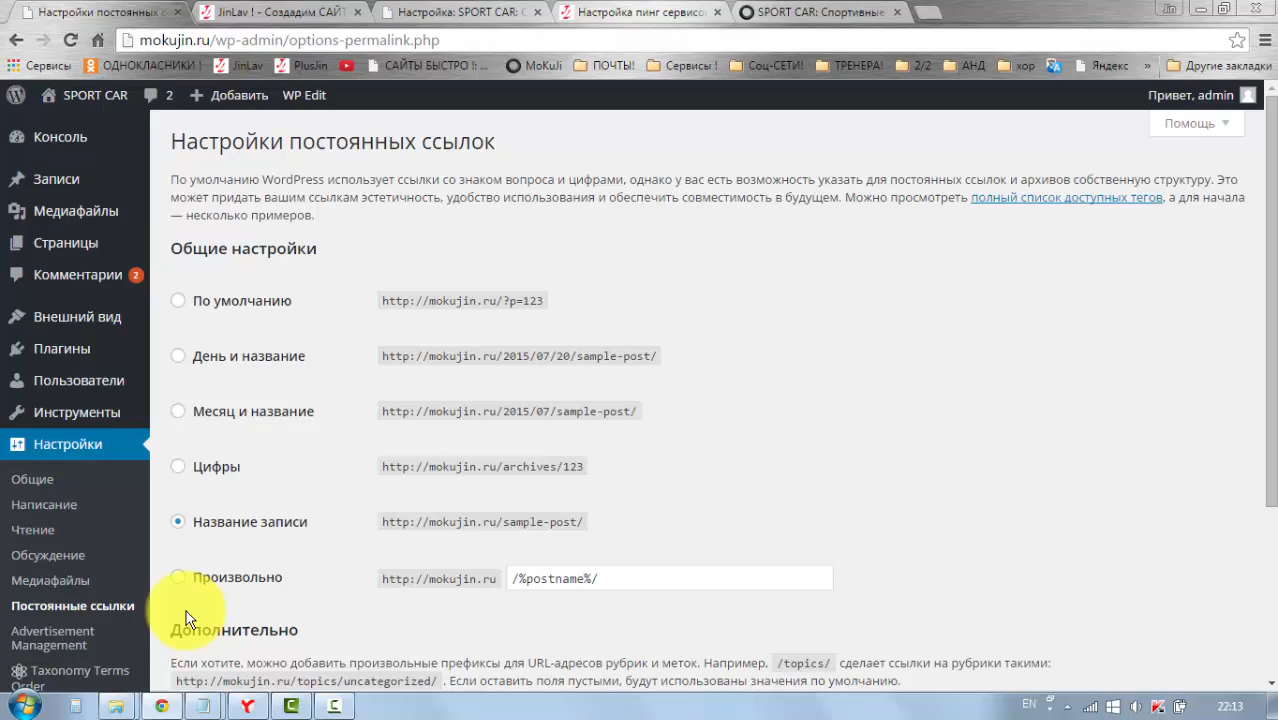 Настройки постоянных с
JinLav ! - Создадим САЙТ
Настройка: SPORT CAR: С
Настройка пинг сервисо
SPORT CAR: Спортивные
mokujin.ru/wp-admin/options-permalink.php
Сервисы
ОДНОКЛАСНИКИ !
JinLav
PlusJin
САЙТЫ БЫСТРО !:...
MoKuJi
ПОЧТЫ!
Сервисы !
Соц-СЕТИ!
ТРЕНЕРА!
2/2
АНД
хор
Яндекс
»
Другие закладки
SPORT CAR
2
Добавить
WP Edit
Привет, admin
Консоль
Записи
Медиафайлы
Страницы
Комментарии 2
Внешний вид
Плагины
Пользователи
Инструменты
Настройки
Общие
Написание
Чтение
Обсуждение
Медиафайлы
Постоянные ссылки
Advertisement
Management
Taxonomy Terms
Order
Помощь
Настройки постоянных ссылок
По умолчанию WordPress использует ссылки со знаком вопроса и цифрами, однако у вас есть возможность указать для постоянных ссылок и архивов собственную структуру. Это
может придать вашим ссылкам эстетичность, удобство использования и обеспечить совместимость в будущем. Можно просмотреть полный список доступных тегов, а для начала
— несколько примеров.
Общие настройки
По умолчанию http://mokujin.ru/?p=123
День и название http://mokujin.ru/2015/07/20/sample-post/
Месяц и название http://mokujin.ru/2015/07/sample-post/
Цифры http://mokujin.ru/archives/123
Название записи http://mokujin.ru/sample-post/
Произвольно http://mokujin.ru /%postname%/
Дополнительно
Если хотите, можно добавить произвольные префиксы для URL-адресов рубрик и меток. Например, /topics/ сделает ссылки на рубрики такими:
http://mokujin.ru/topics/uncategorized/ . Если оставить поля пустыми, будут использованы значения по умолчанию.
EN
22:13